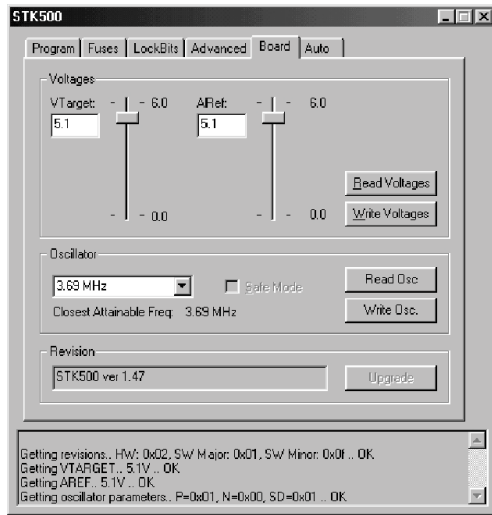 STK500
Program Fuses LockBits Advanced Board Auto
Voltages
VTarget: 6.0 ARef: 6.0
5.1 5.1
Read Voltages
0.0 0.0 Write Voltages
Oscillator
3.69 MHz Safe Mode Read Osc
Closest Attainable Freq: 3.69 MHz Write Osc.
Revision
STK500 ver 1.47 Upgrade
Getting revisions.. HW: 0x02, SW Major: 0x01, SW Minor: 0x0f .. OK
Getting VTARGET.. 5.1V .. OK
Getting AREF.. 5.1V .. OK
Getting oscillator parameters.. P=0x01, N=0x00, SD=0x01 .. OK